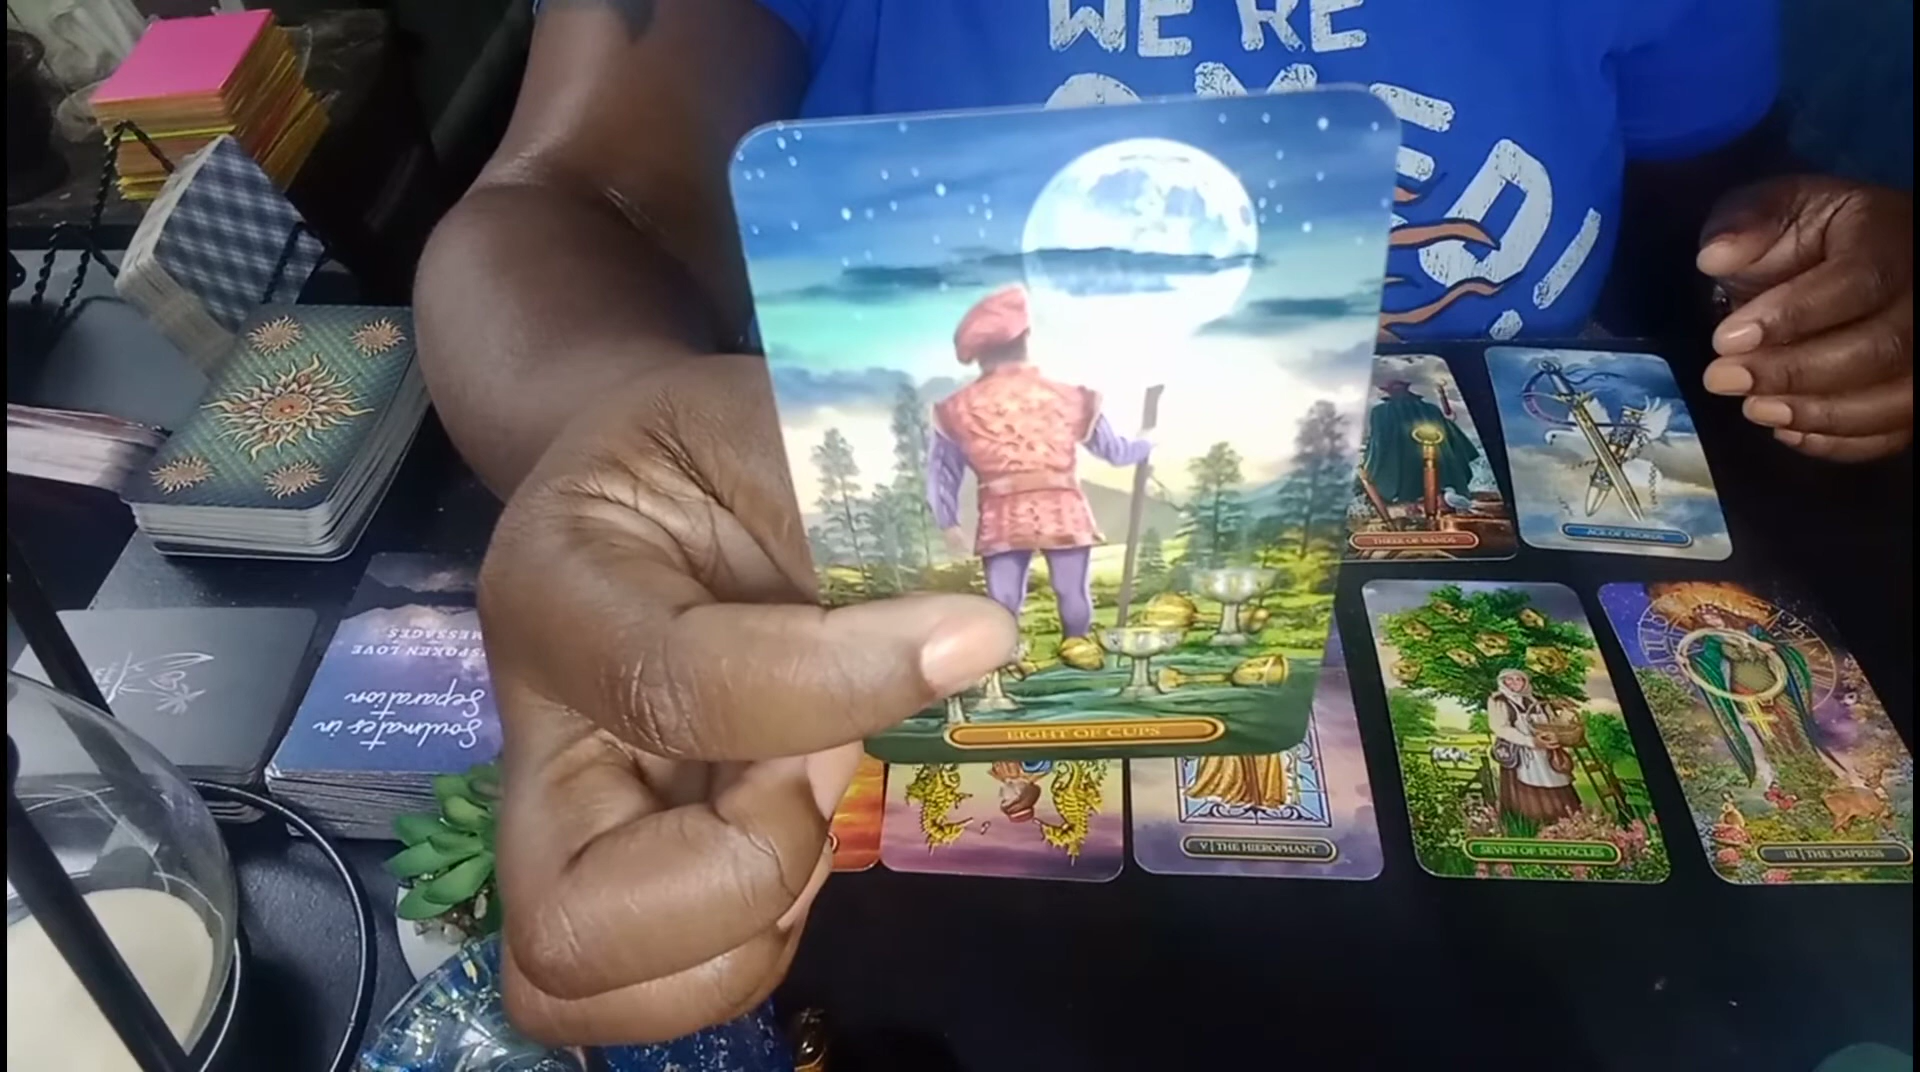 WE'RE
THREE OF WANDS
ACE OF SWORDS
EIGHT OF CUPS
V | THE HIEROPHANT
SEVEN OF PENTACLES
III | THE EMPRESS
Soulmates in
Separation
SPOKEN LOVE
MESSAGES